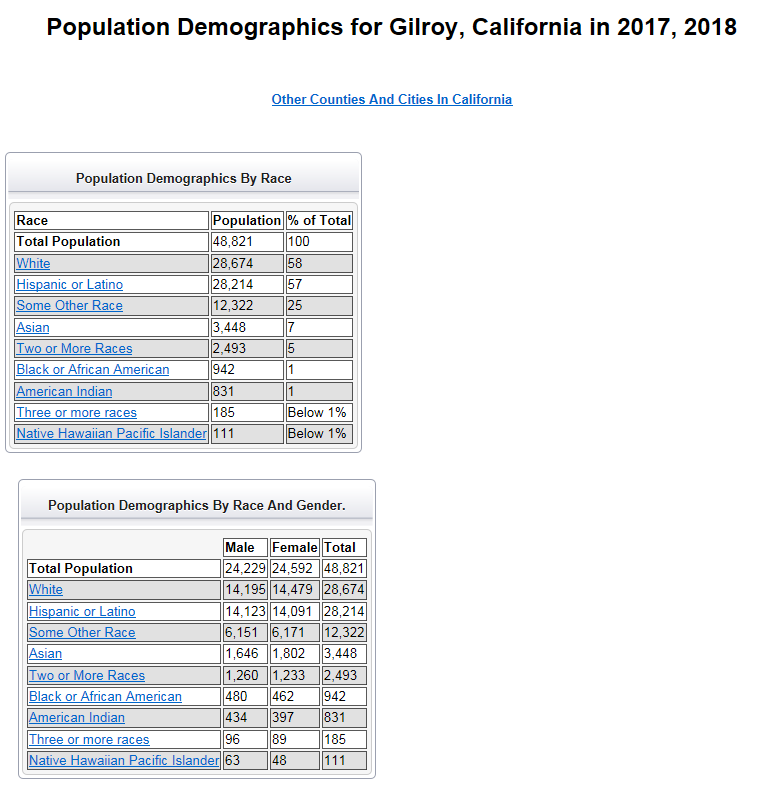 Population Demographics for Gilroy, California in 2017, 2018
Other Counties And Cities In California
Population Demographics By Race
Race Population % of Total
Total Population 48,821 100
White 28,674 58
Hispanic or Latino 28,214 57
Some Other Race 12,322 25
Asian 3,448 7
Two or More Races 2,493 5
Black or African American 942 1
American Indian 831 1
Three or more races 185 Below 1%
Native Hawaiian Pacific Islander 111 Below 1%
Population Demographics By Race And Gender.
Male Female Total
Total Population 24,229 24,592 48,821
White 14,195 14,479 28,674
Hispanic or Latino 14,123 14,091 28,214
Some Other Race 6,151 6,171 12,322
Asian 1,646 1,802 3,448
Two or More Races 1,260 1,233 2,493
Black or African American 480 462 942
American Indian 434 397 831
Three or more races 96 89 185
Native Hawaiian Pacific Islander 63 48 111